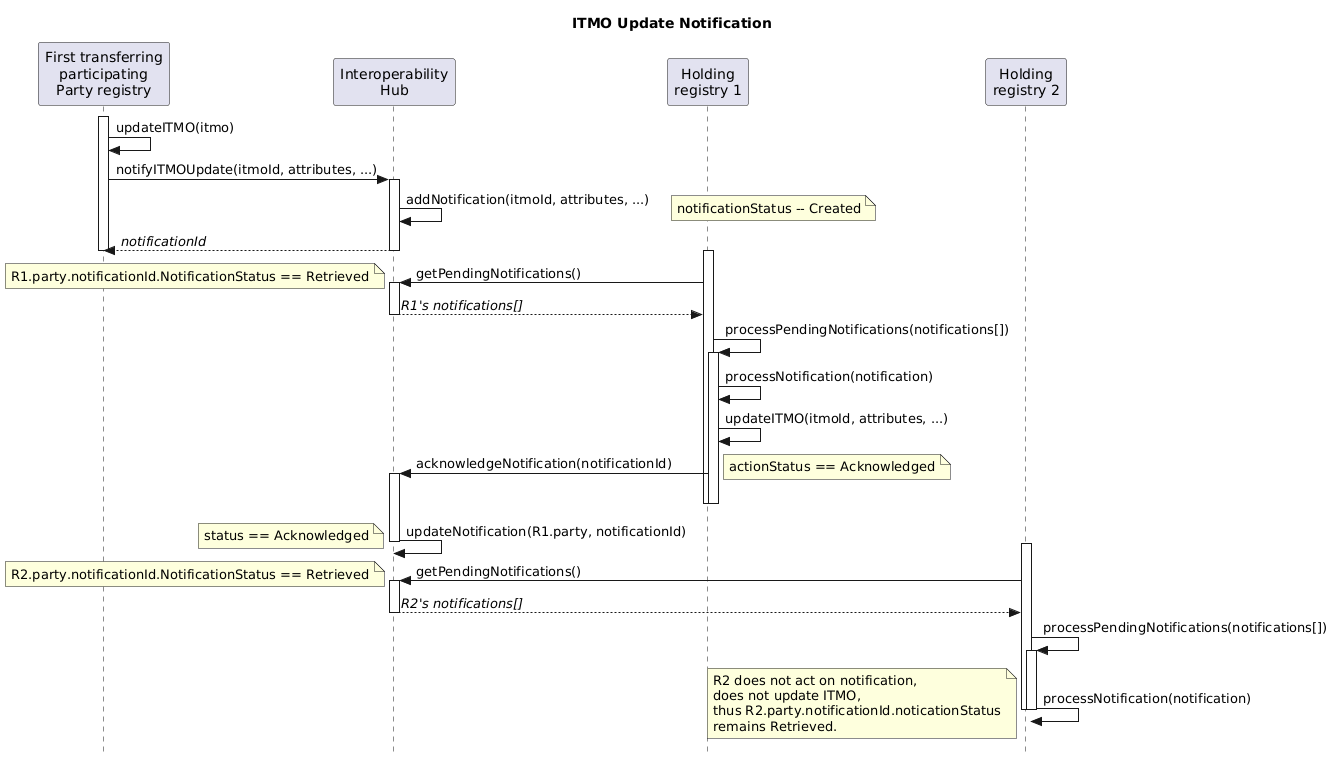 ITMO Update Notification
First transferring
participating
Party registry
Interoperability
Hub
Holding
registry 1
Holding
registry 2
updateITMO(itmo)
notifyITMOUpdate(itmoId, attributes, ...)
addNotification(itmoId, attributes, ...)
notificationStatus -- Created
notificationId
R1.party.notificationId.NotificationStatus == Retrieved
getPendingNotifications()
R1's notifications[]
processPendingNotifications(notifications[])
processNotification(notification)
updateITMO(itmoId, attributes, ...)
acknowledgeNotification(notificationId)
actionStatus == Acknowledged
status == Acknowledged
updateNotification(R1.party, notificationId)
R2.party.notificationId.NotificationStatus == Retrieved
getPendingNotifications()
R2's notifications[]
processPendingNotifications(notifications[])
R2 does not act on notification,
does not update ITMO,
thus R2.party.notificationId.noticationStatus
remains Retrieved.
processNotification(notification)